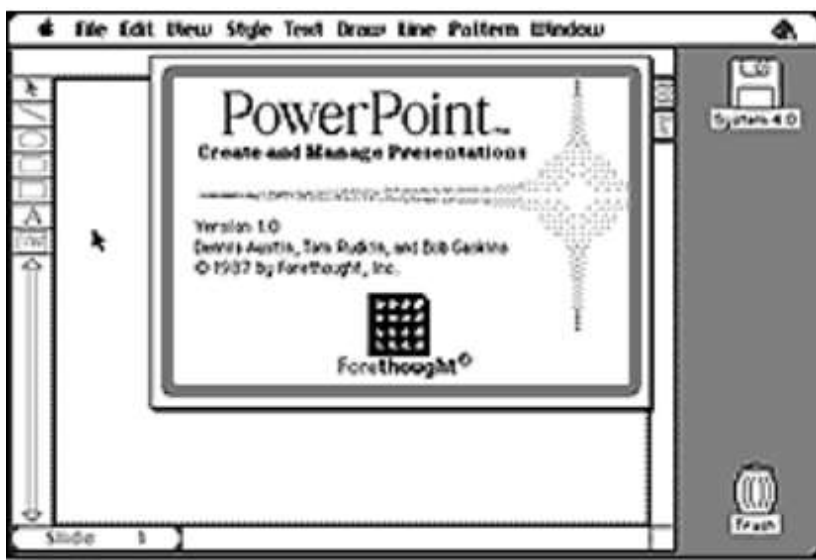 File Edit View Style Text Draw Line Pattern Window
PowerPoint™
Create and Manage Presentations
Version 1.0
Dennis Austin, Tom Rudkin, and Bob Gaskins
© 1987 by Forethought, Inc.
Forethought
System 4.0
A
Trash
Slide 1